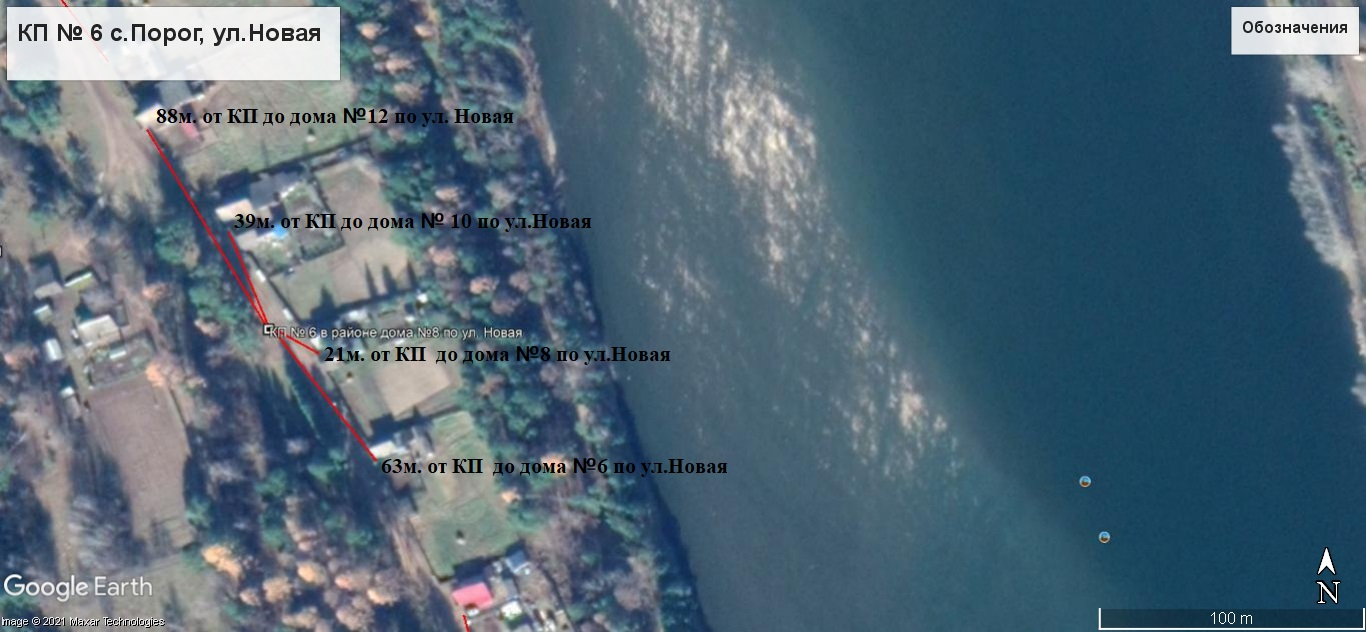 КП № 6 с.Порог, ул.Новая
Обозначения
88м. от КП до дома №12 по ул. Новая
39м. от КП до дома № 10 по ул.Новая
КП № 6 в районе дома №8 по ул. Новая
21м. от КП до дома №8 по ул.Новая
63м. от КП до дома №6 по ул.Новая
Google Earth
Image © 2021 Maxar Technologies
N
100 m